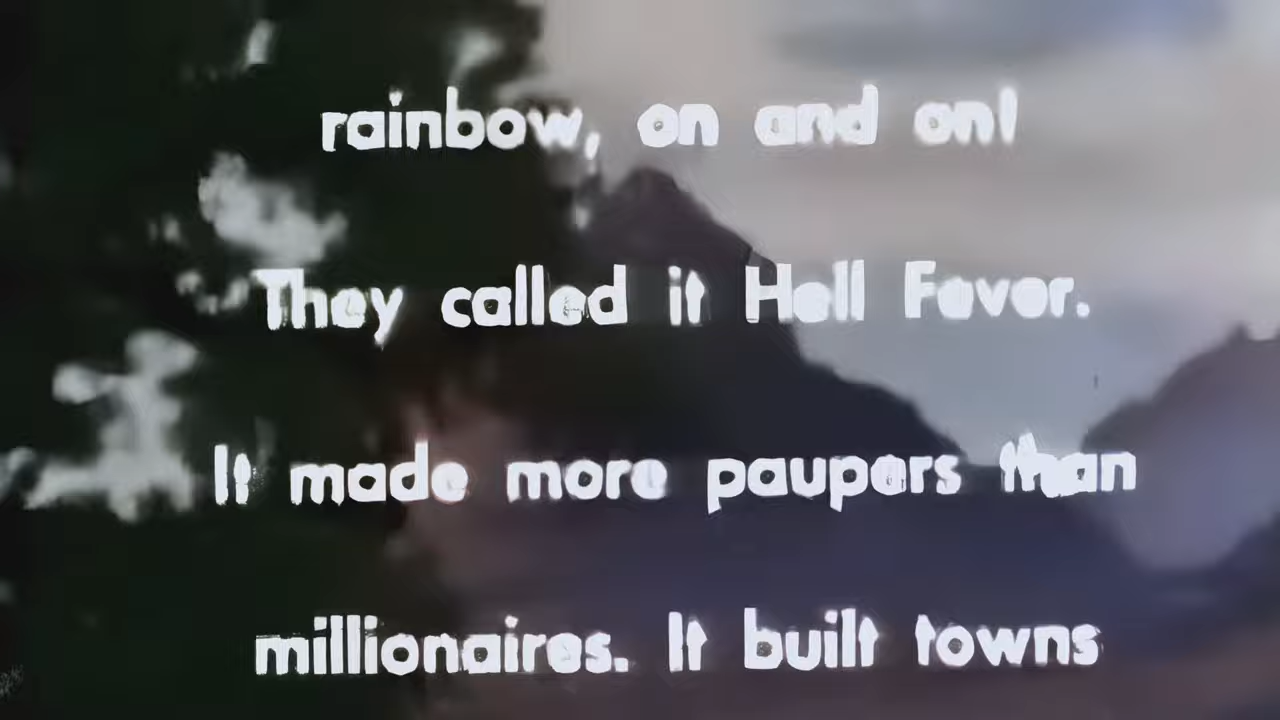 rainbow, on and on!
They called it Hell Fever.
It made more paupers than
millionaires. It built towns